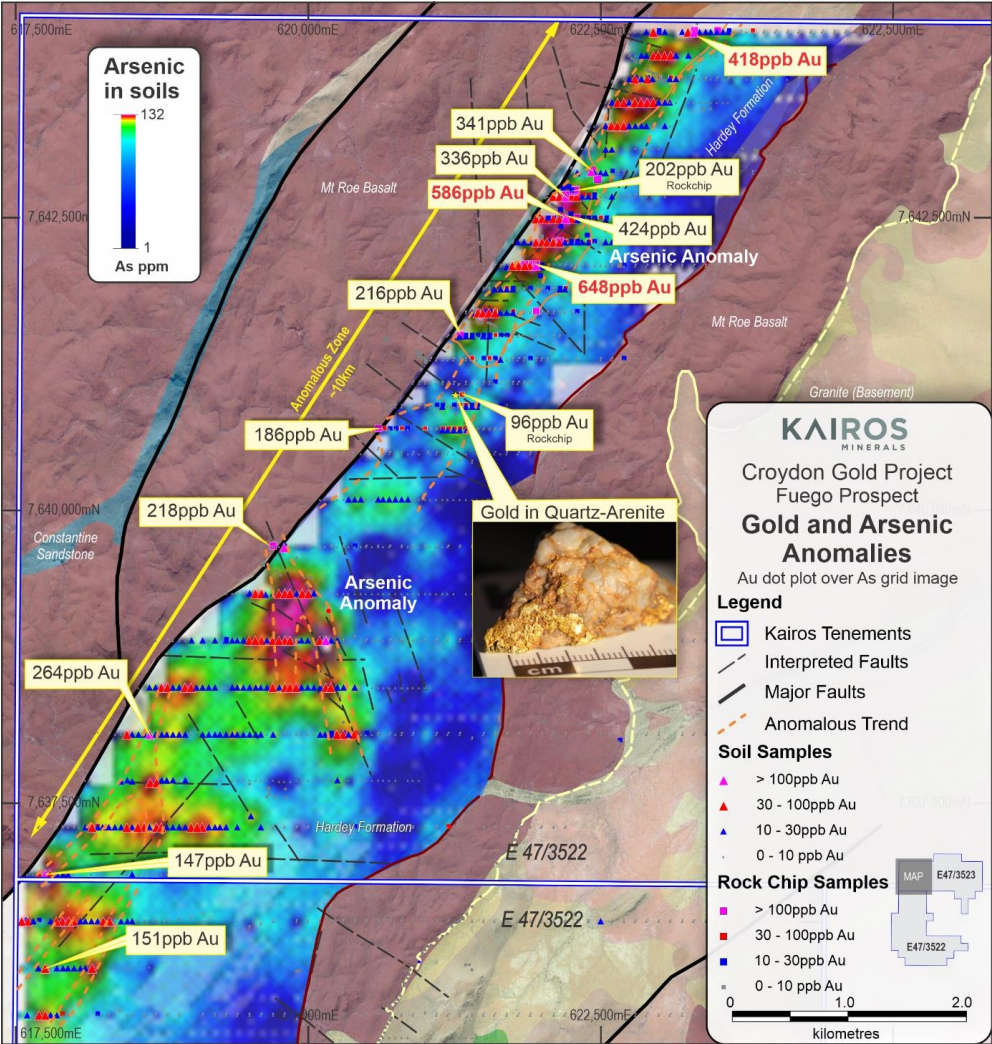 617,500mE
620,000mE
622,500mE
622,500mE
Arsenic
in soils
132
1
As ppm
418ppb Au
Hardey Formation
341ppb Au
336ppb Au
202ppb Au
Rockchip
586ppb Au
Mt Roe Basalt
7,642,500mN
7,642,500mN
424ppb Au
Arsenic Anomaly
648ppb Au
216ppb Au
Mt Roe Basalt
Anomalous Zone
~10km
Granite (Basement)
186ppb Au
96ppb Au
Rockchip
218ppb Au
7,640,000mN
Gold in Quartz-Arenite
cm
Constantine
Sandstone
Arsenic
Anomaly
264ppb Au
7,637,500mN
7,637,500mN
Hardey Formation
147ppb Au
E 47/3522
E 47/3522
151ppb Au
617,500mE
622,500mE
KAIROS
MINERALS
Croydon Gold Project
Fuego Prospect
Gold and Arsenic
Anomalies
Au dot plot over As grid image
Legend
Kairos Tenements
Interpreted Faults
Major Faults
Anomalous Trend
Soil Samples
> 100ppb Au
30 - 100ppb Au
10 - 30ppb Au
0 - 10 ppb Au
Rock Chip Samples
> 100ppb Au
30 - 100ppb Au
10 - 30ppb Au
0 - 10 ppb Au
MAP
E47/3523
E47/3522
0
1.0
2.0
kilometres